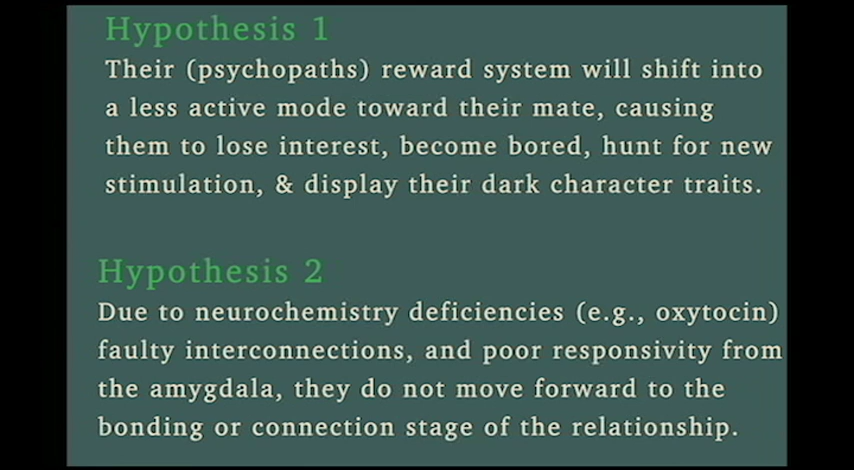 Hypothesis 1
Their (psychopaths) reward system will shift into
a less active mode toward their mate, causing
them to lose interest, become bored, hunt for new
stimulation, & display their dark character traits.
Hypothesis 2
Due to neurochemistry deficiencies (e.g., oxytocin)
faulty interconnections, and poor responsivity from
the amygdala, they do not move forward to the
bonding or connection stage of the relationship.